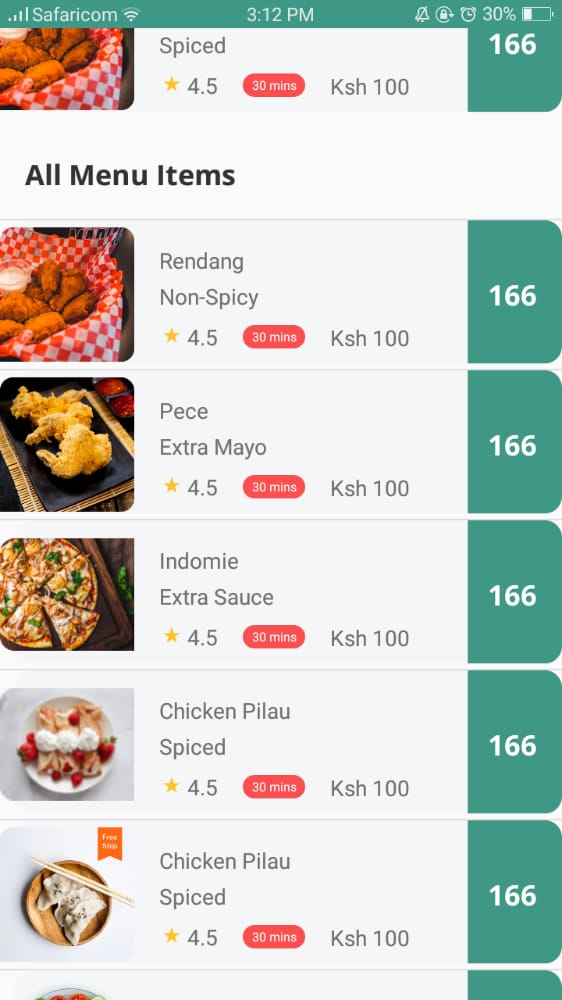 Safaricom 3:12 PM 30%
Spiced
4.5 30 mins Ksh 100
166
All Menu Items
Rendang
Non-Spicy
4.5 30 mins Ksh 100
166
Pece
Extra Mayo
4.5 30 mins Ksh 100
166
Indomie
Extra Sauce
4.5 30 mins Ksh 100
166
Chicken Pilau
Spiced
4.5 30 mins Ksh 100
166
Free
Ship
Chicken Pilau
Spiced
4.5 30 mins Ksh 100
166